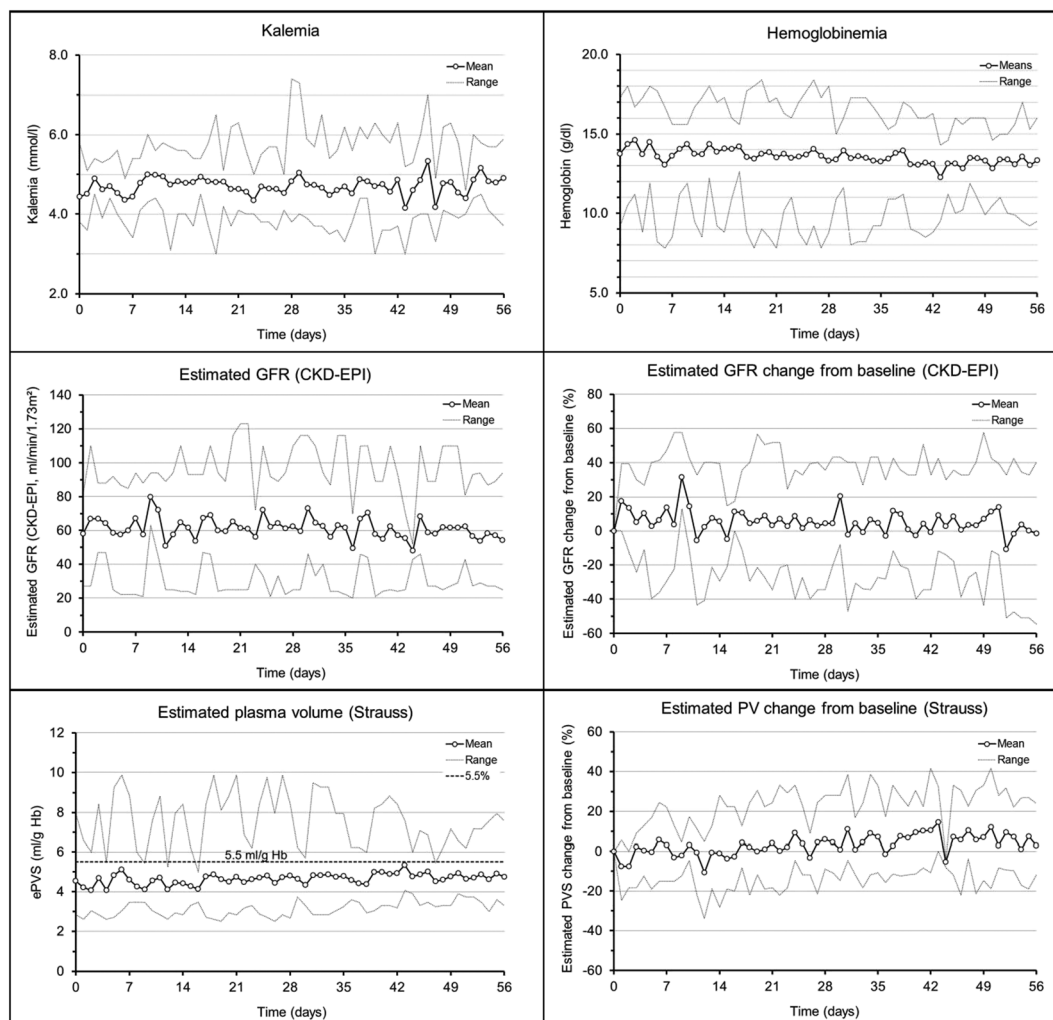 Kalemia
8.0
6.0
4.0
2.0
Kalemia (mmol/l)
Mean
Range
0 7 14 21 28 35 42 49 56
Time (days)
Hemoglobinemia
20.0
15.0
10.0
5.0
Hemoglobin (g/dl)
Means
Range
0 7 14 21 28 35 42 49 56
Time (days)
Estimated GFR (CKD-EPI)
140
120
100
80
60
40
20
0
Estimated GFR (CKD-EPI, ml/min/1.73m²)
Mean
Range
0 7 14 21 28 35 42 49 56
Time (days)
Estimated GFR change from baseline (CKD-EPI)
80
60
40
20
0
-20
-40
-60
Estimated GFR change from baseline (%)
Mean
Range
0 7 14 21 28 35 42 49 56
Time (days)
Estimated plasma volume (Strauss)
12
10
8
6
4
2
0
ePVS (ml/g Hb)
Mean
Range
5.5%
5.5 ml/g Hb
0 7 14 21 28 35 42 49 56
Time (days)
Estimated PV change from baseline (Strauss)
60
40
20
0
-20
-40
-60
Estimated PVS change from baseline (%)
Mean
Range
0 7 14 21 28 35 42 49 56
Time (days)